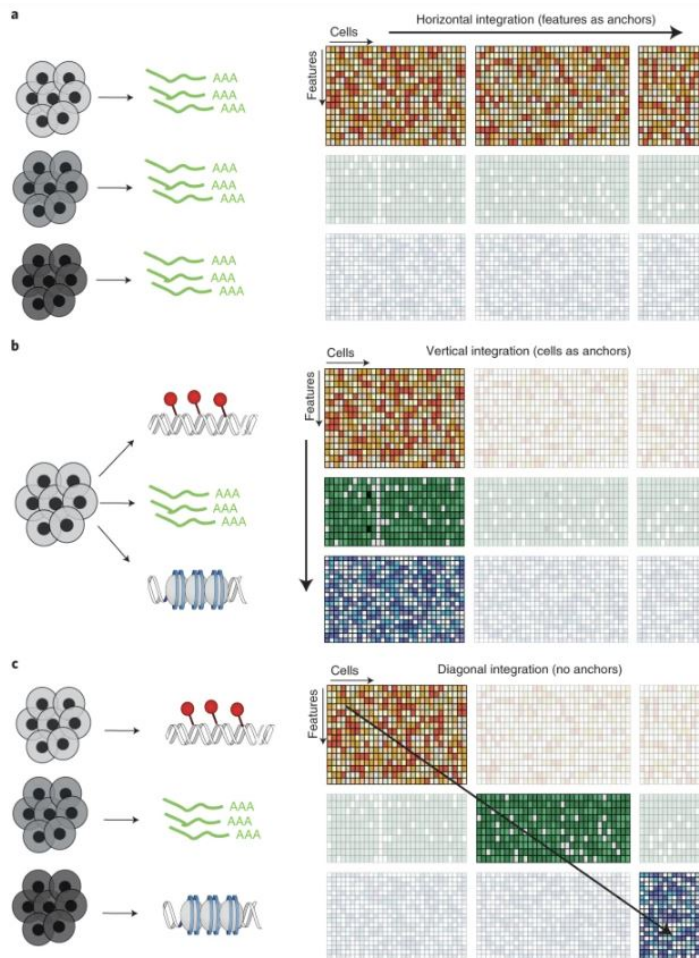 a
Horizontal integration (features as anchors)
Cells
Features
AAA
AAA
AAA
AAA
AAA
AAA
AAA
AAA
AAA
b
Vertical integration (cells as anchors)
Cells
Features
AAA
AAA
AAA
c
Diagonal integration (no anchors)
Cells
Features
AAA
AAA
AAA